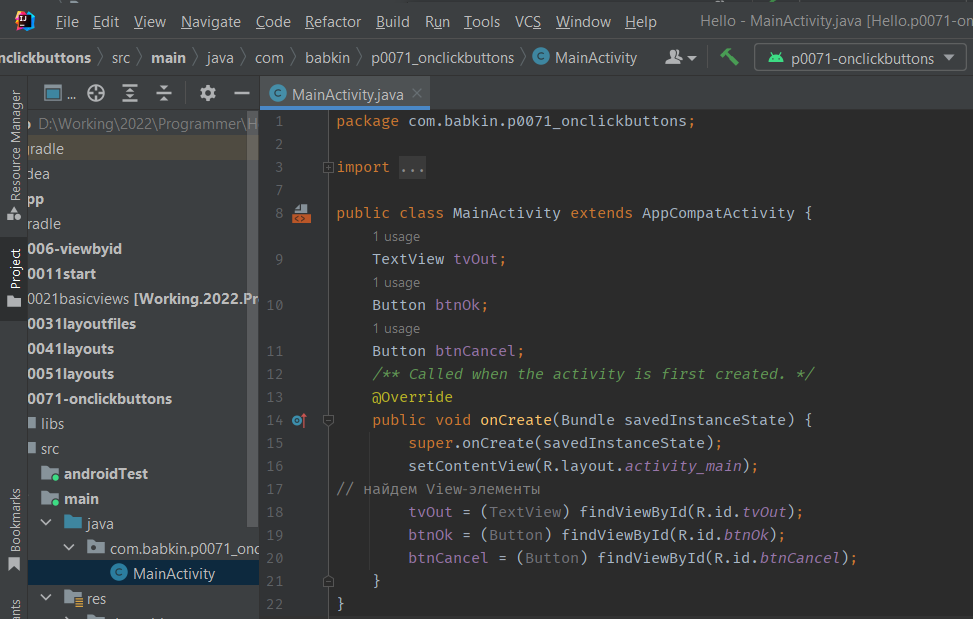 File Edit View Navigate Code Refactor Build Run Tools VCS Window Help Hello - MainActivity.java [Hello.p0071-on
nclickbuttons src main java com babkin p0071_onclickbuttons MainActivity p0071-onclickbuttons
... MainActivity.java
Resource Manager
Project
Bookmarks
D:\Working\2022\Programmer\H
radle
dea
pp
radle
006-viewbyid
0011start
0021basicviews [Working.2022.Pr
0031layoutfiles
0041layouts
0051layouts
0071-onclickbuttons
libs
src
androidTest
main
java
com.babkin.p0071_onc
MainActivity
res
1 package com.babkin.p0071_onclickbuttons;
2
3 import ...
7
8 public class MainActivity extends AppCompatActivity {
1 usage
9 TextView tvOut;
1 usage
10 Button btnOk;
1 usage
11 Button btnCancel;
12 /** Called when the activity is first created. */
13 @Override
14 public void onCreate(Bundle savedInstanceState) {
15 super.onCreate(savedInstanceState);
16 setContentView(R.layout.activity_main);
17 // найдем View-элементы
18 tvOut = (TextView) findViewById(R.id.tvOut);
19 btnOk = (Button) findViewById(R.id.btnOk);
20 btnCancel = (Button) findViewById(R.id.btnCancel);
21 }
22 }